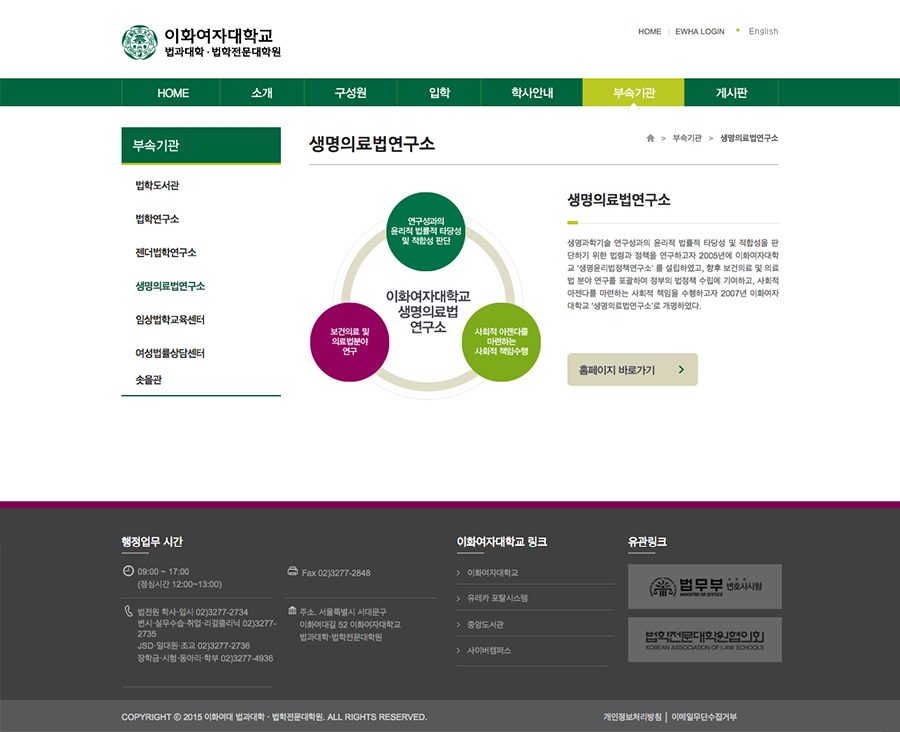 이화여자대학교
법과대학 · 법학전문대학원
HOME | EWHA LOGIN English
HOME 소개 구성원 입학 학사안내 부속기관 게시판
부속기관
법학도서관
법학연구소
젠더법학연구소
생명의료법연구소
임상법학교육센터
여성법률상담센터
솟을관
생명의료법연구소
> 부속기관 > 생명의료법연구소
연구성과의
윤리적 법률적 타당성
및 적합성 판단
이화여자대학교
생명의료법
연구소
보건의료 및
의료법분야
연구
사회적 아젠다를
마련하는
사회적 책임수행
생명의료법연구소
생명과학기술 연구성과의 윤리적 법률적 타당성 및 적합성을 판
단하기 위한 법령과 정책을 연구하고자 2005년에 이화여자대학
교 '생명윤리법정책연구소' 를 설립하였고, 향후 보건의료 및 의료
법 분야 연구를 포괄하여 정부의 법정책 수립에 기여하고, 사회적
아젠다를 마련하는 사회적 책임을 수행하고자 2007년 이화여자
대학교 '생명의료법연구소'로 개명하였다.
홈페이지 바로가기 >
행정업무 시간
09:00 ~ 17:00
(점심시간 12:00~13:00)
Fax 02)3277-2848
법전원 학사·입시 02)3277-2734
변시·실무수습·취업·리걸클리닉 02)3277-
2735
JSD·일대원·조교 02)3277-2736
장학금·시험·동아리·학부 02)3277-4936
주소. 서울특별시 서대문구
이화여대길 52 이화여자대학교
법과대학·법학전문대학원
이화여자대학교 링크
> 이화여자대학교
> 유레카 포탈시스템
> 중앙도서관
> 사이버캠퍼스
유관링크
법무부 변호사시험
MINISTRY OF JUSTICE
법학전문대학원협의회
KOREAN ASSOCIATION OF LAW SCHOOLS
COPYRIGHT ⓒ 2015 이화여대 법과대학 · 법학전문대학원. ALL RIGHTS RESERVED.
개인정보처리방침 | 이메일무단수집거부